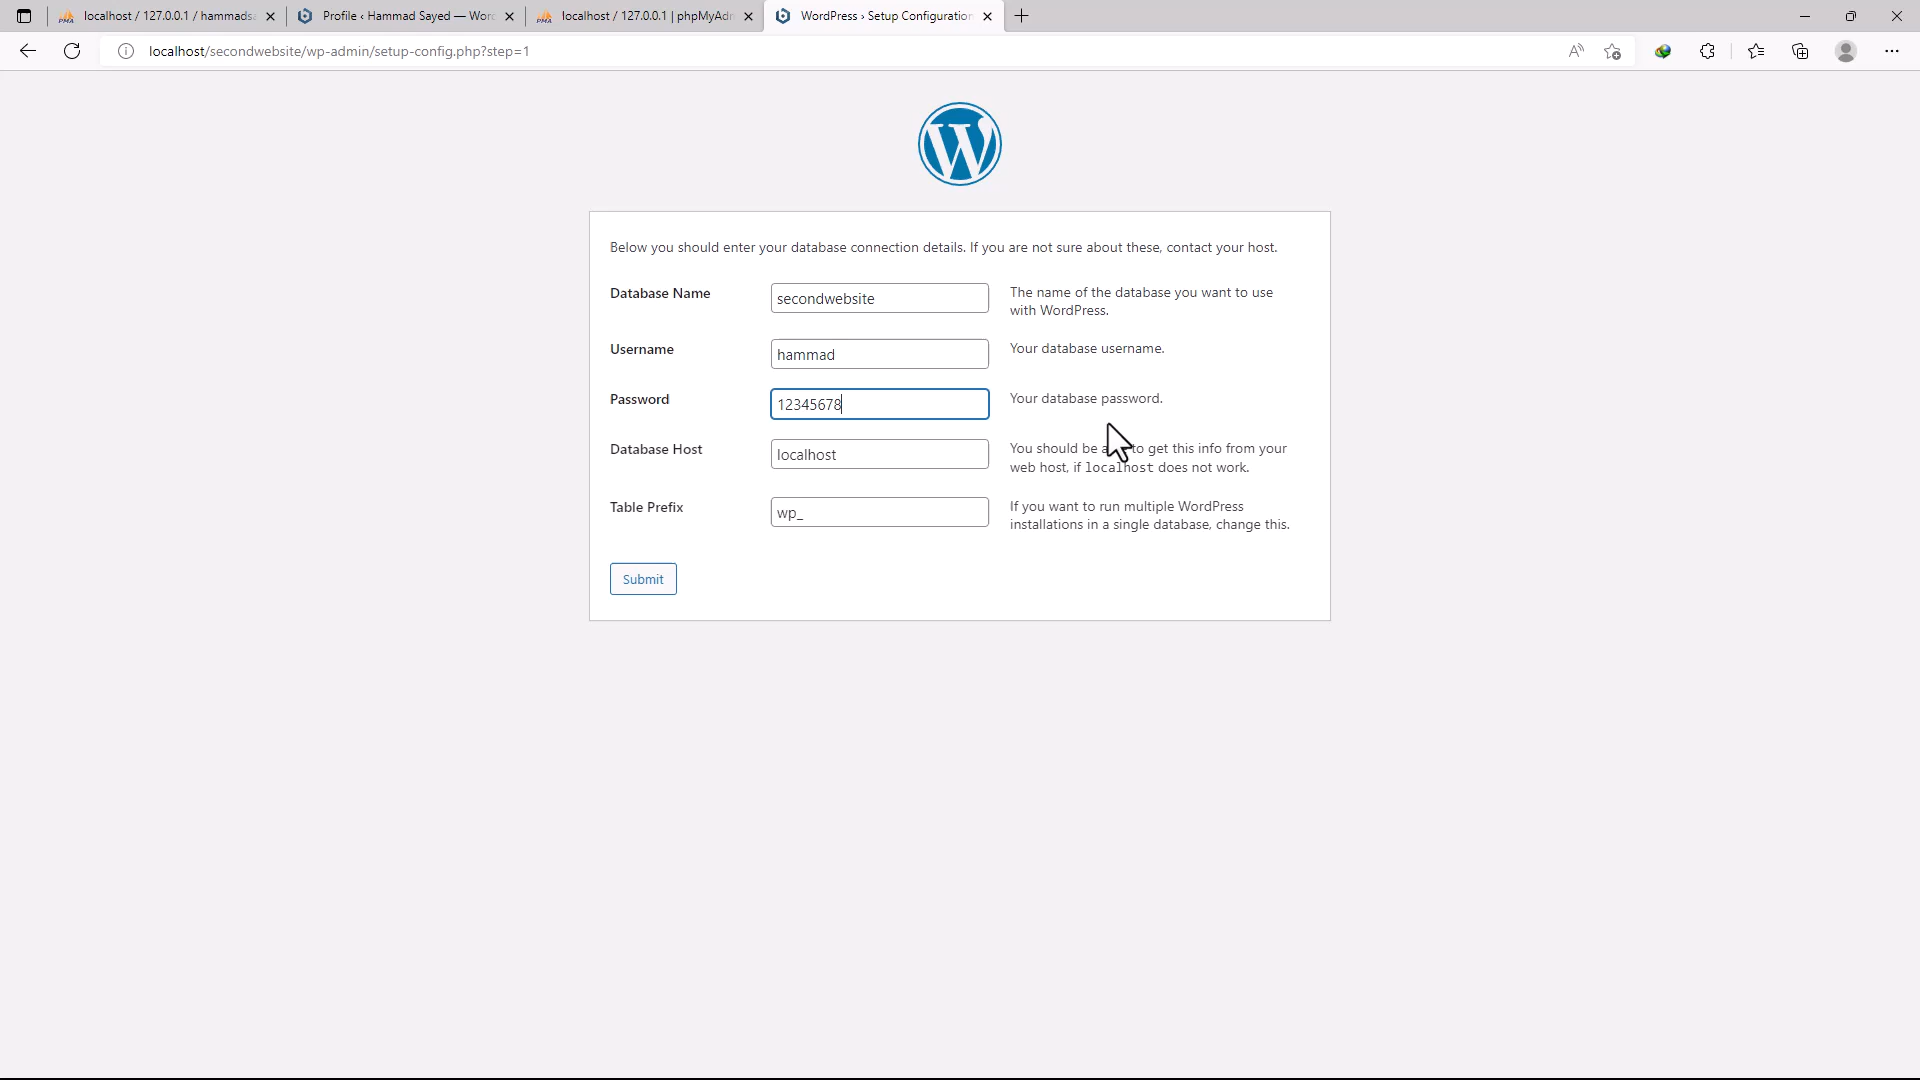 localhost / 127.0.0.1 / hammads
Profile ‹ Hammad Sayed — Wor
localhost / 127.0.0.1 | phpMyAd
WordPress › Setup Configuration
localhost/secondwebsite/wp-admin/setup-config.php?step=1
Below you should enter your database connection details. If you are not sure about these, contact your host.
Database Name
secondwebsite
The name of the database you want to use
with WordPress.
Username
hammad
Your database username.
Password
12345678
Your database password.
Database Host
localhost
You should be a to get this info from your
web host, if localhost does not work.
Table Prefix
wp_
If you want to run multiple WordPress
installations in a single database, change this.
Submit